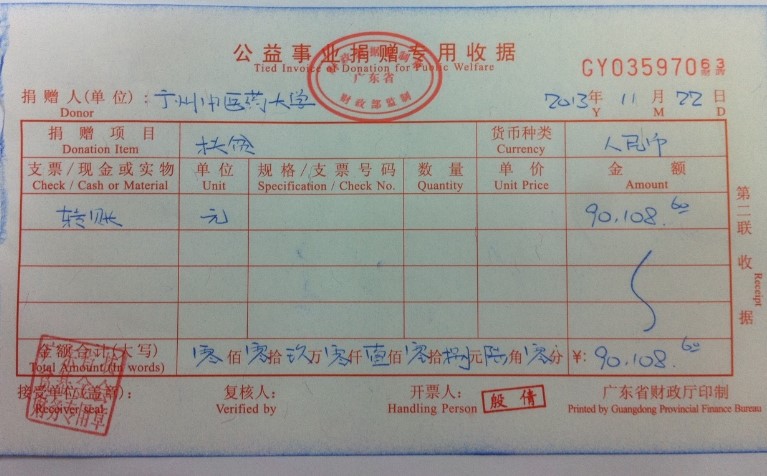 公益事业捐赠专用收据
Tied Invoice of Donation for Public Welfare
广东省
财政部监制
GY03597063
捐赠人(单位): 广州中医药大学 2013年 11月 22日
Donor Y M D
捐赠项目 扶贫 货币种类 人民币
Donation Item Currency
支票/现金或实物 单位 规格/支票号码 数量 单价 金额
Check / Cash or Material Unit Specification / Check No. Quantity Unit Price Amount
转账 元 90,108.60
第二联 收据 Receipt
金额合计(大写) 零佰零拾玖万零仟壹佰零拾捌元陆角零分 ¥: 90,108.60
Total Amount (In words)
接受单位(盖章): 复核人: 开票人: 殷倩 广东省财政厅印制
Receiver seal: Verified by Handling Person Printed by Guangdong Provincial Finance Bureau